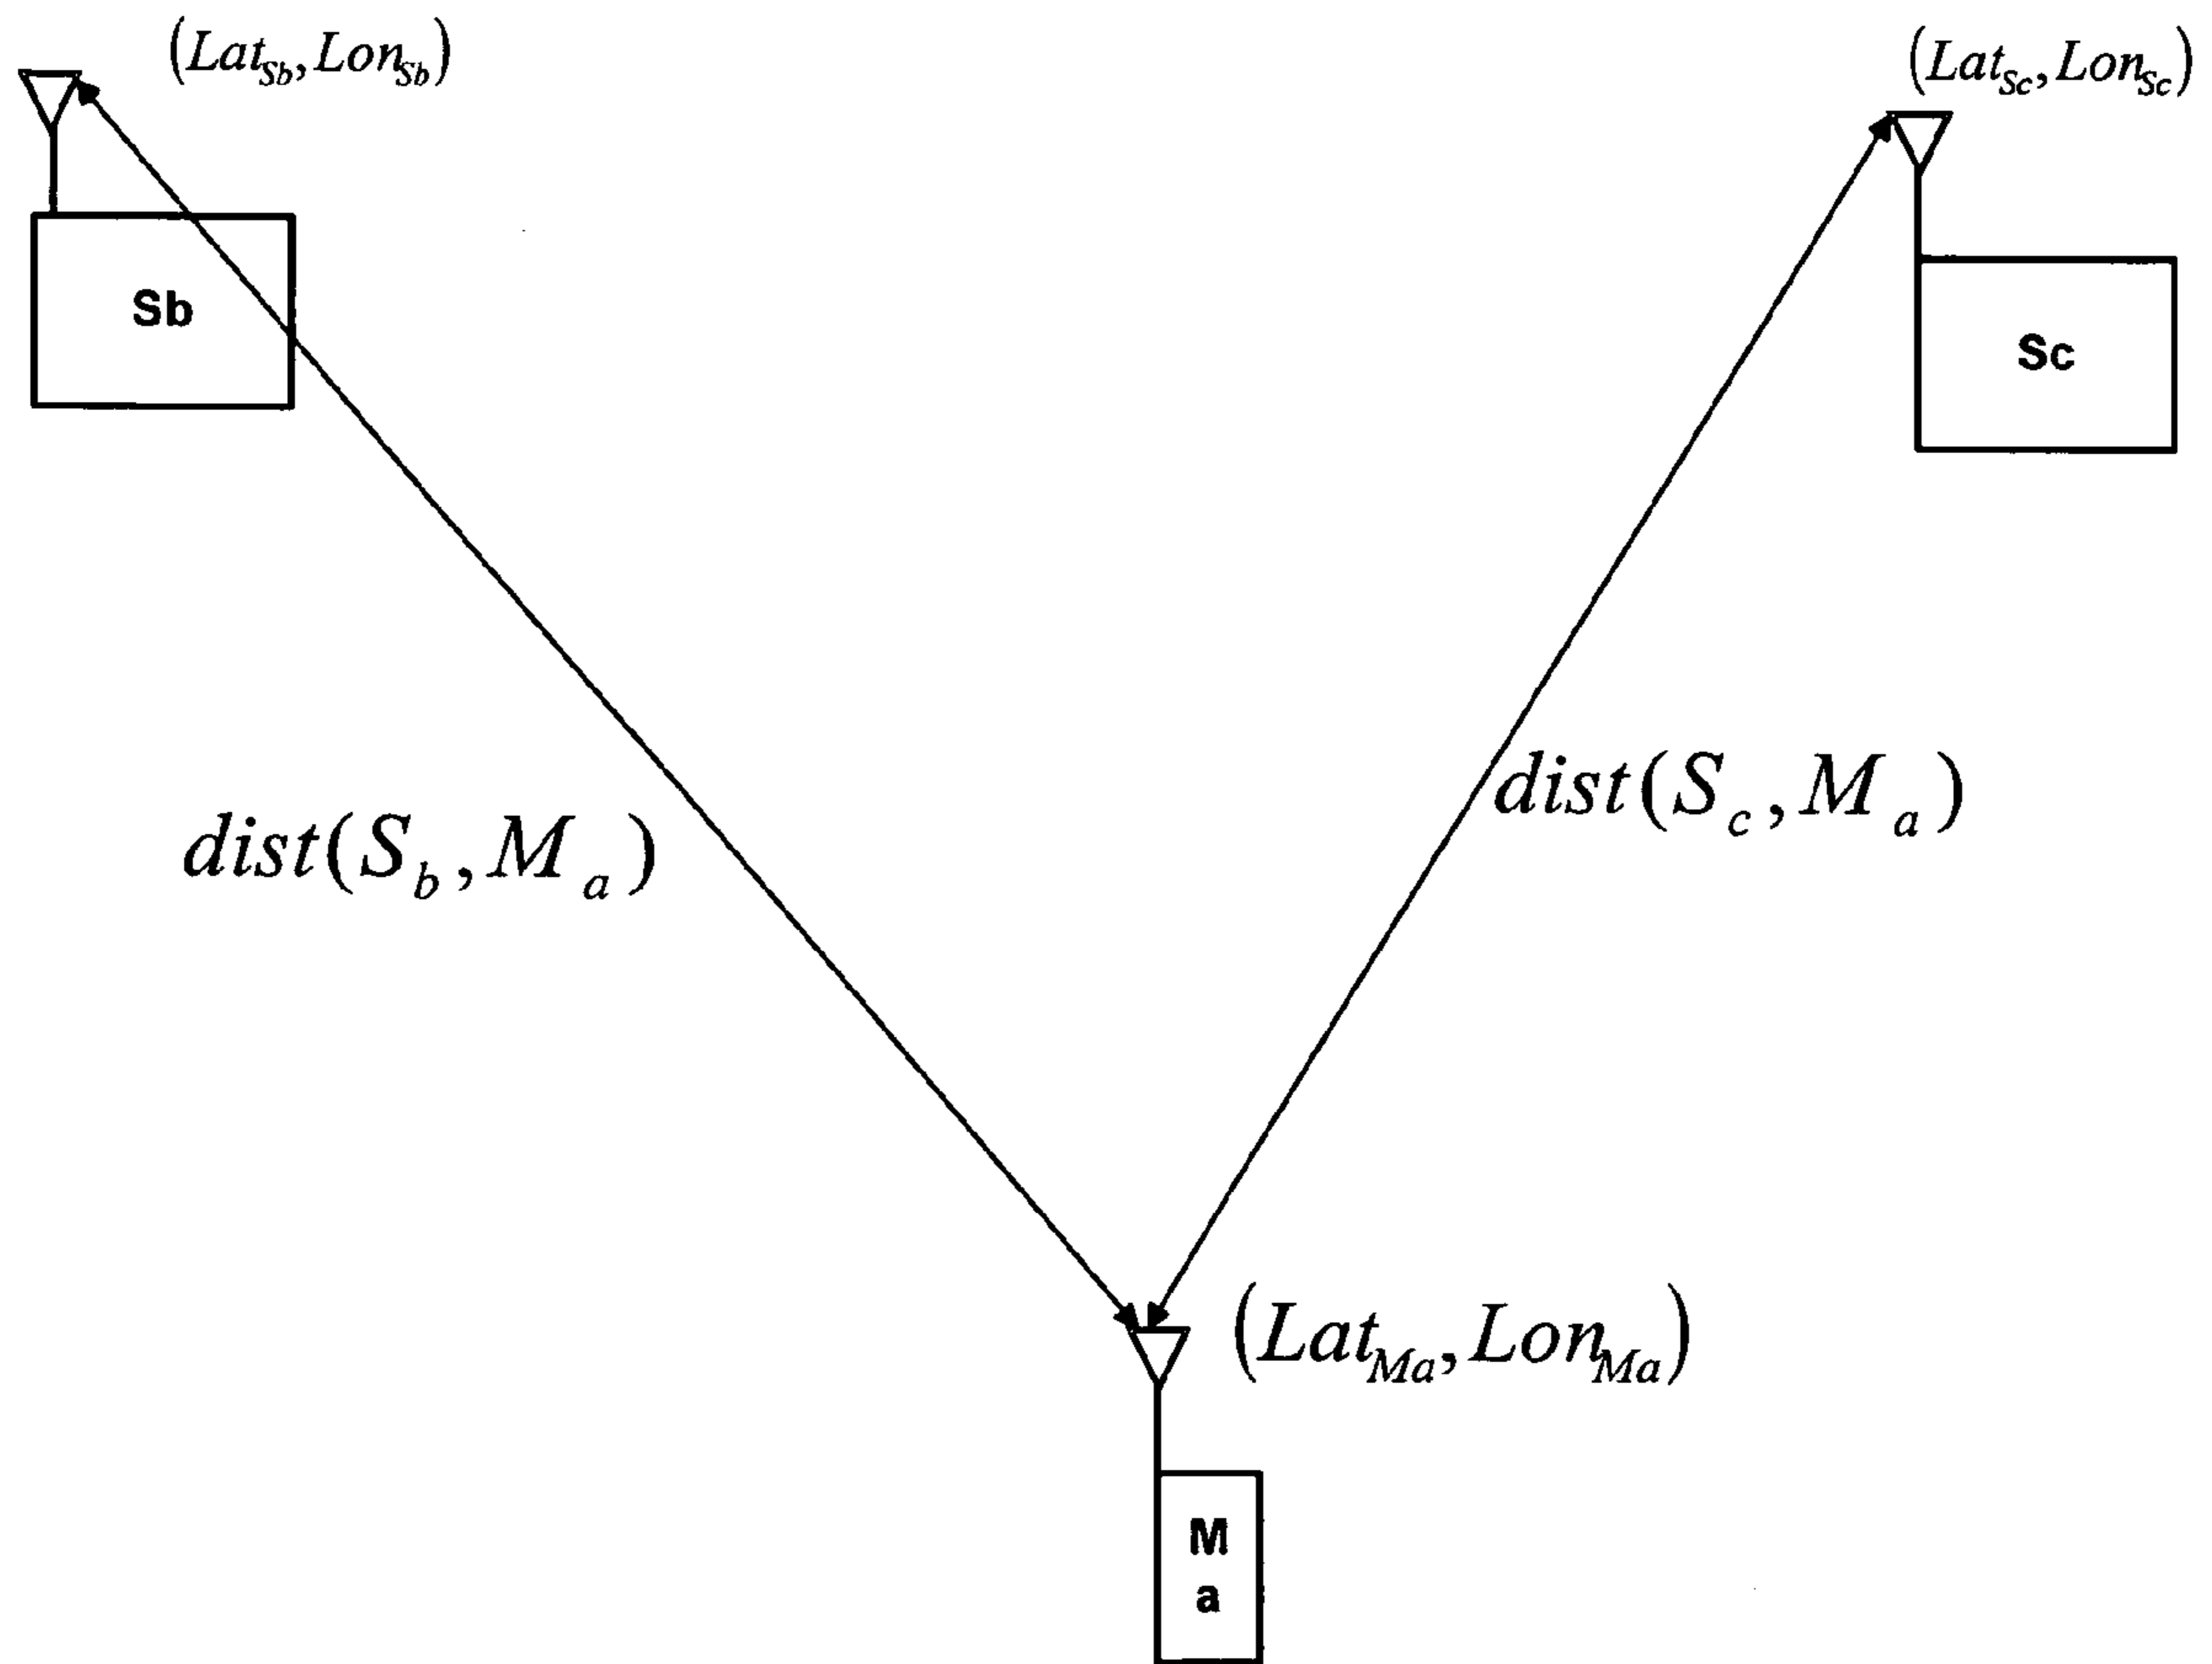 (Lat_Sb, Lon_Sb)
(Lat_Sc, Lon_Sc)
Sb
Sc
dist(S_c, M_a)
dist(S_b, M_a)
(Lat_Ma, Lon_Ma)
M
a